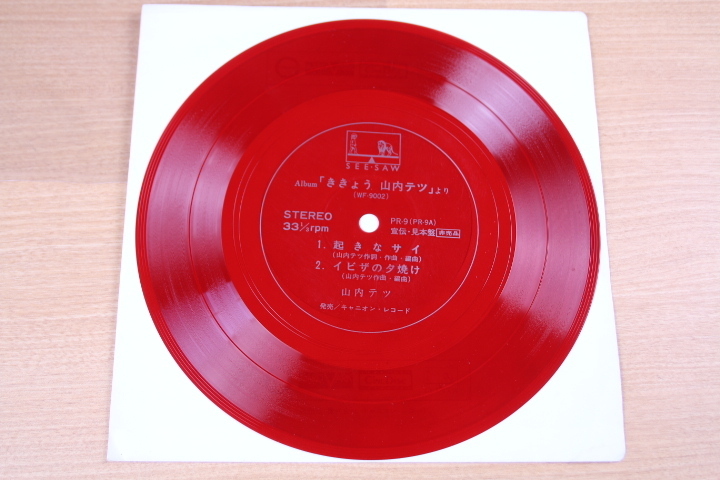 SEE・SAW
Album「ききょう 山内テツ」より
(WF-9002)
STEREO
33⅓rpm
PR-9(PR-9A)
宣伝・見本盤 非売品
1. 起きなサイ
(山内テツ作詞・作曲・編曲)
2. イビザの夕焼け
(山内テツ作曲・編曲)
山内テツ
発売/キャニオン・レコード